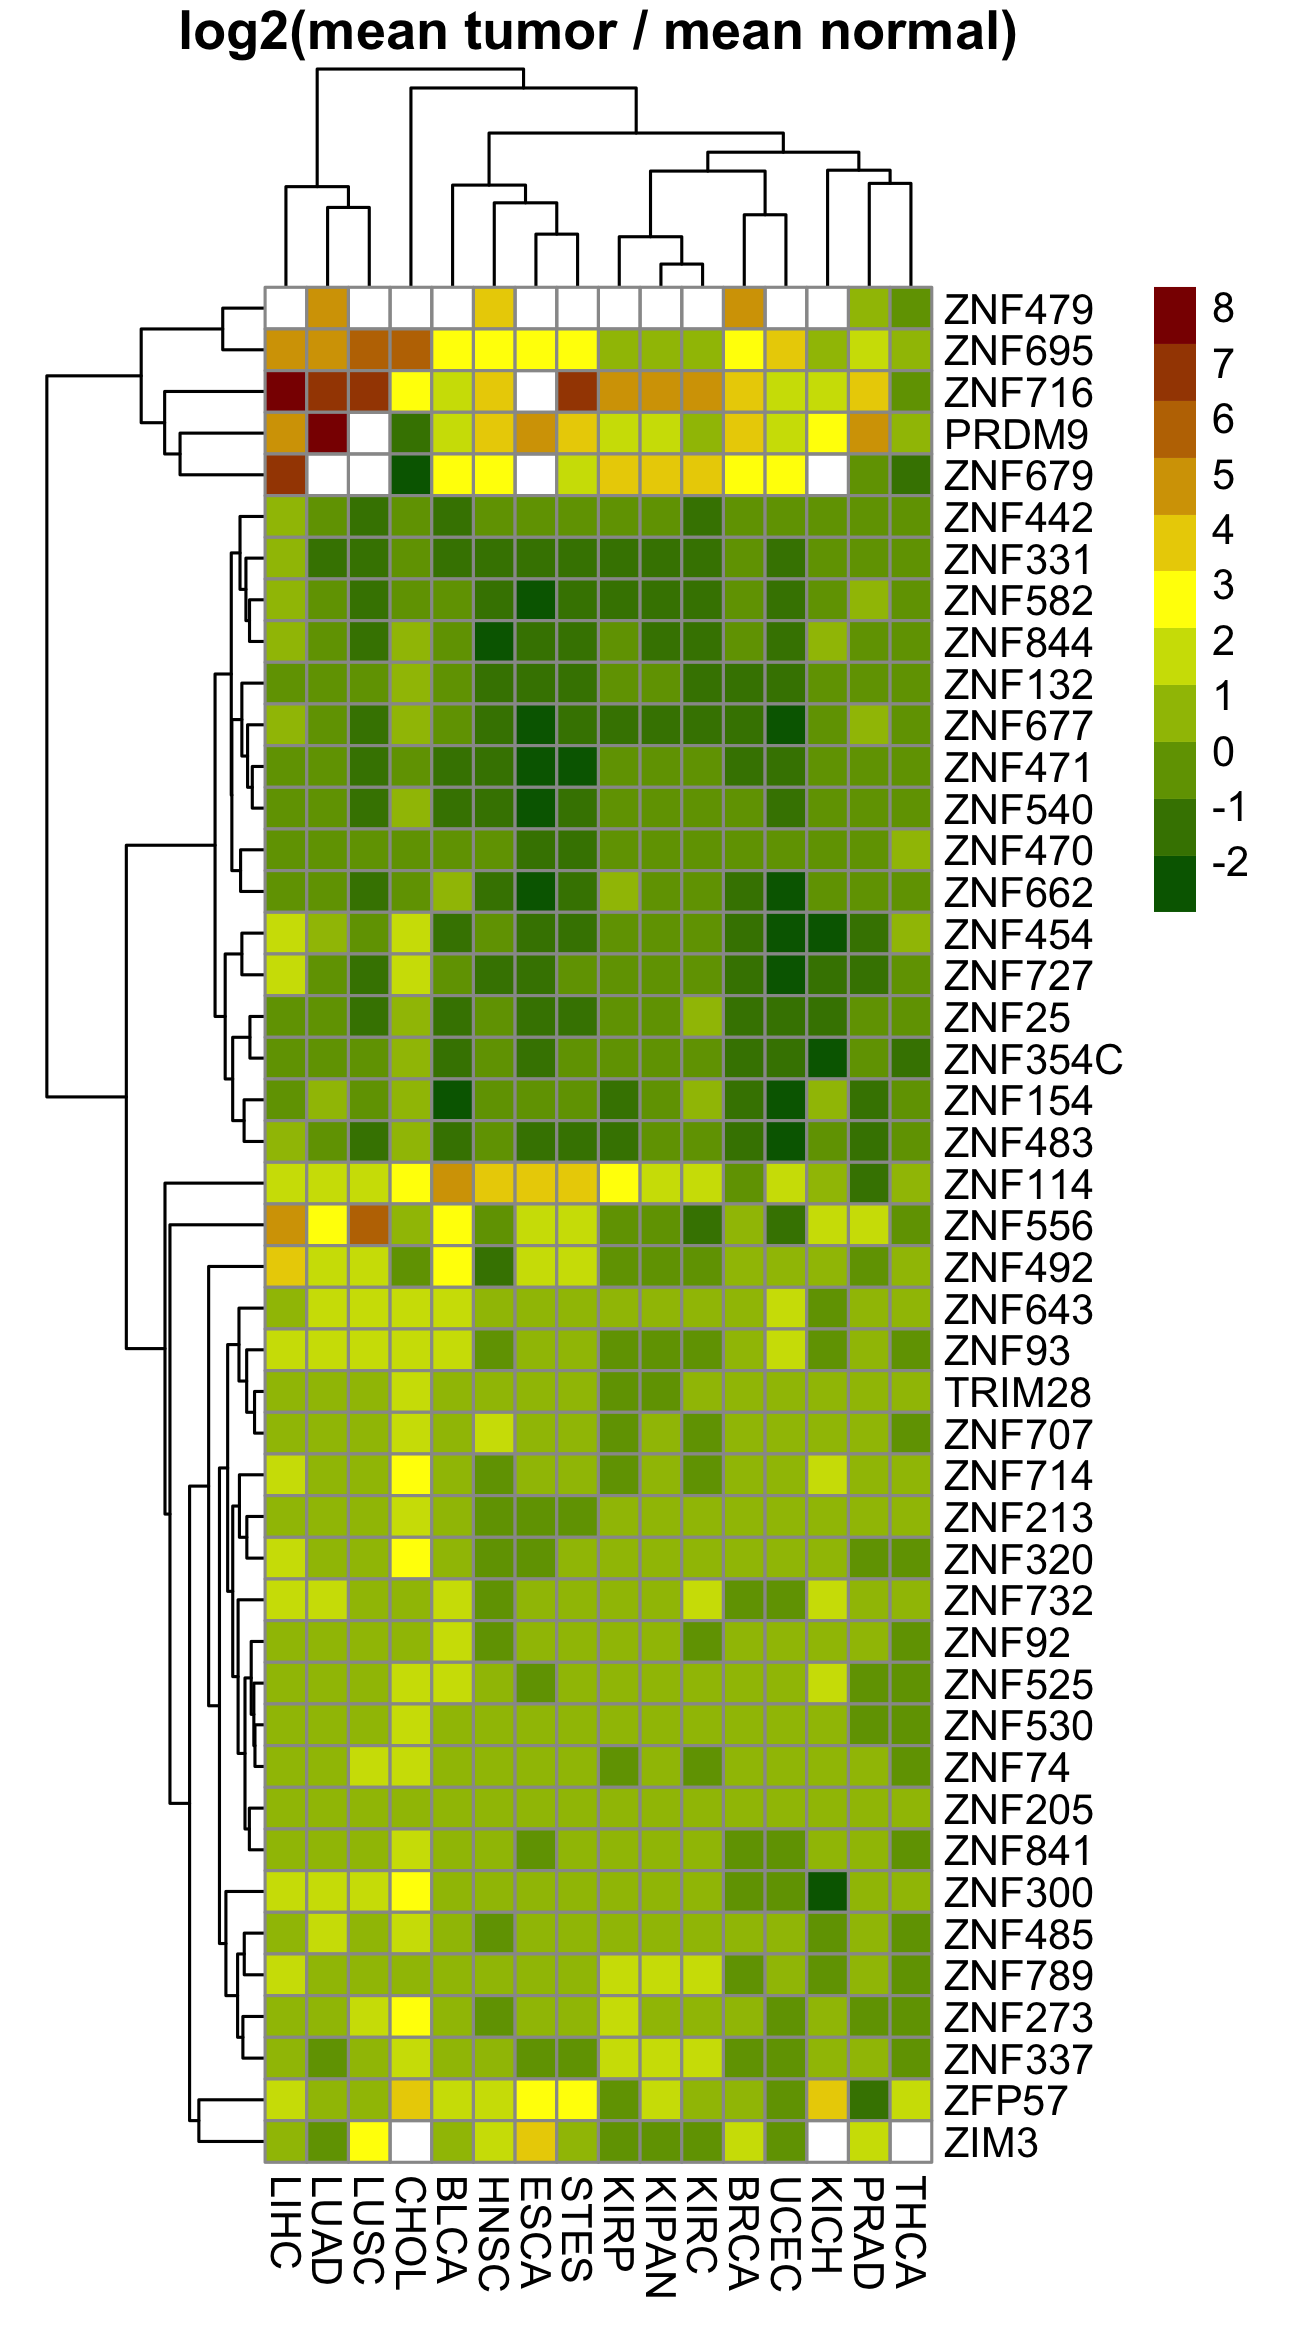 log2(mean tumor / mean normal)
ZNF479
ZNF695
ZNF716
PRDM9
ZNF679
ZNF442
ZNF331
ZNF582
ZNF844
ZNF132
ZNF677
ZNF471
ZNF540
ZNF470
ZNF662
ZNF454
ZNF727
ZNF25
ZNF354C
ZNF154
ZNF483
ZNF114
ZNF556
ZNF492
ZNF643
ZNF93
TRIM28
ZNF707
ZNF714
ZNF213
ZNF320
ZNF732
ZNF92
ZNF525
ZNF530
ZNF74
ZNF205
ZNF841
ZNF300
ZNF485
ZNF789
ZNF273
ZNF337
ZFP57
ZIM3
8
7
6
5
4
3
2
1
0
-1
-2
LIHC
LUAD
LUSC
CHOL
BLCA
HNSC
ESCA
STES
KIRP
KIPAN
KIRC
BRCA
UCEC
KICH
PRAD
THCA